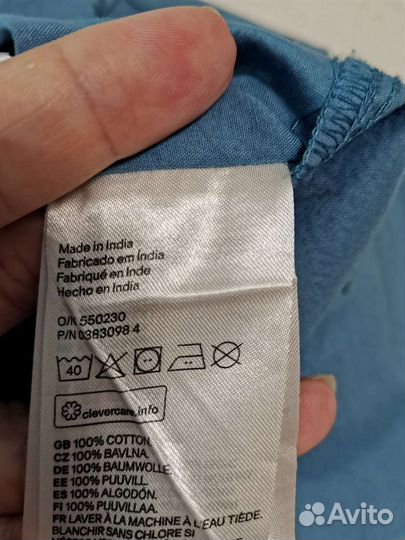 Made in India
Fabricado em Índia
Fabriqué en Inde
Hecho en India
O/N 550230
P/N 0383098 4
40
clevercare.info
GB 100% COTTON.
CZ 100% BAVLNA.
DE 100% BAUMWOLLE.
EE 100% PUUVILL.
ES 100% ALGODÓN.
FI 100% PUUVILLA.
FR LAVER À LA MACHINE À L'EAU TIÈDE.
BLANCHIR SANS CHLORE SI
Avito